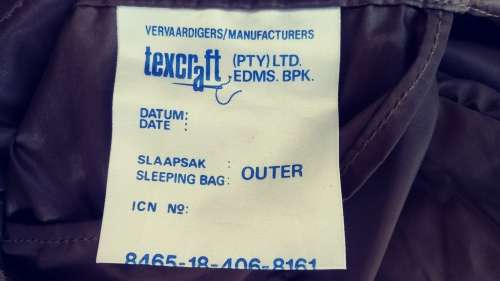 VERVAARDIGERS/MANUFACTURERS
texcraft (PTY) LTD.
EDMS. BPK.
DATUM:
DATE :
SLAAPSAK :
SLEEPING BAG: OUTER
ICN No:
8465-18-406-8161